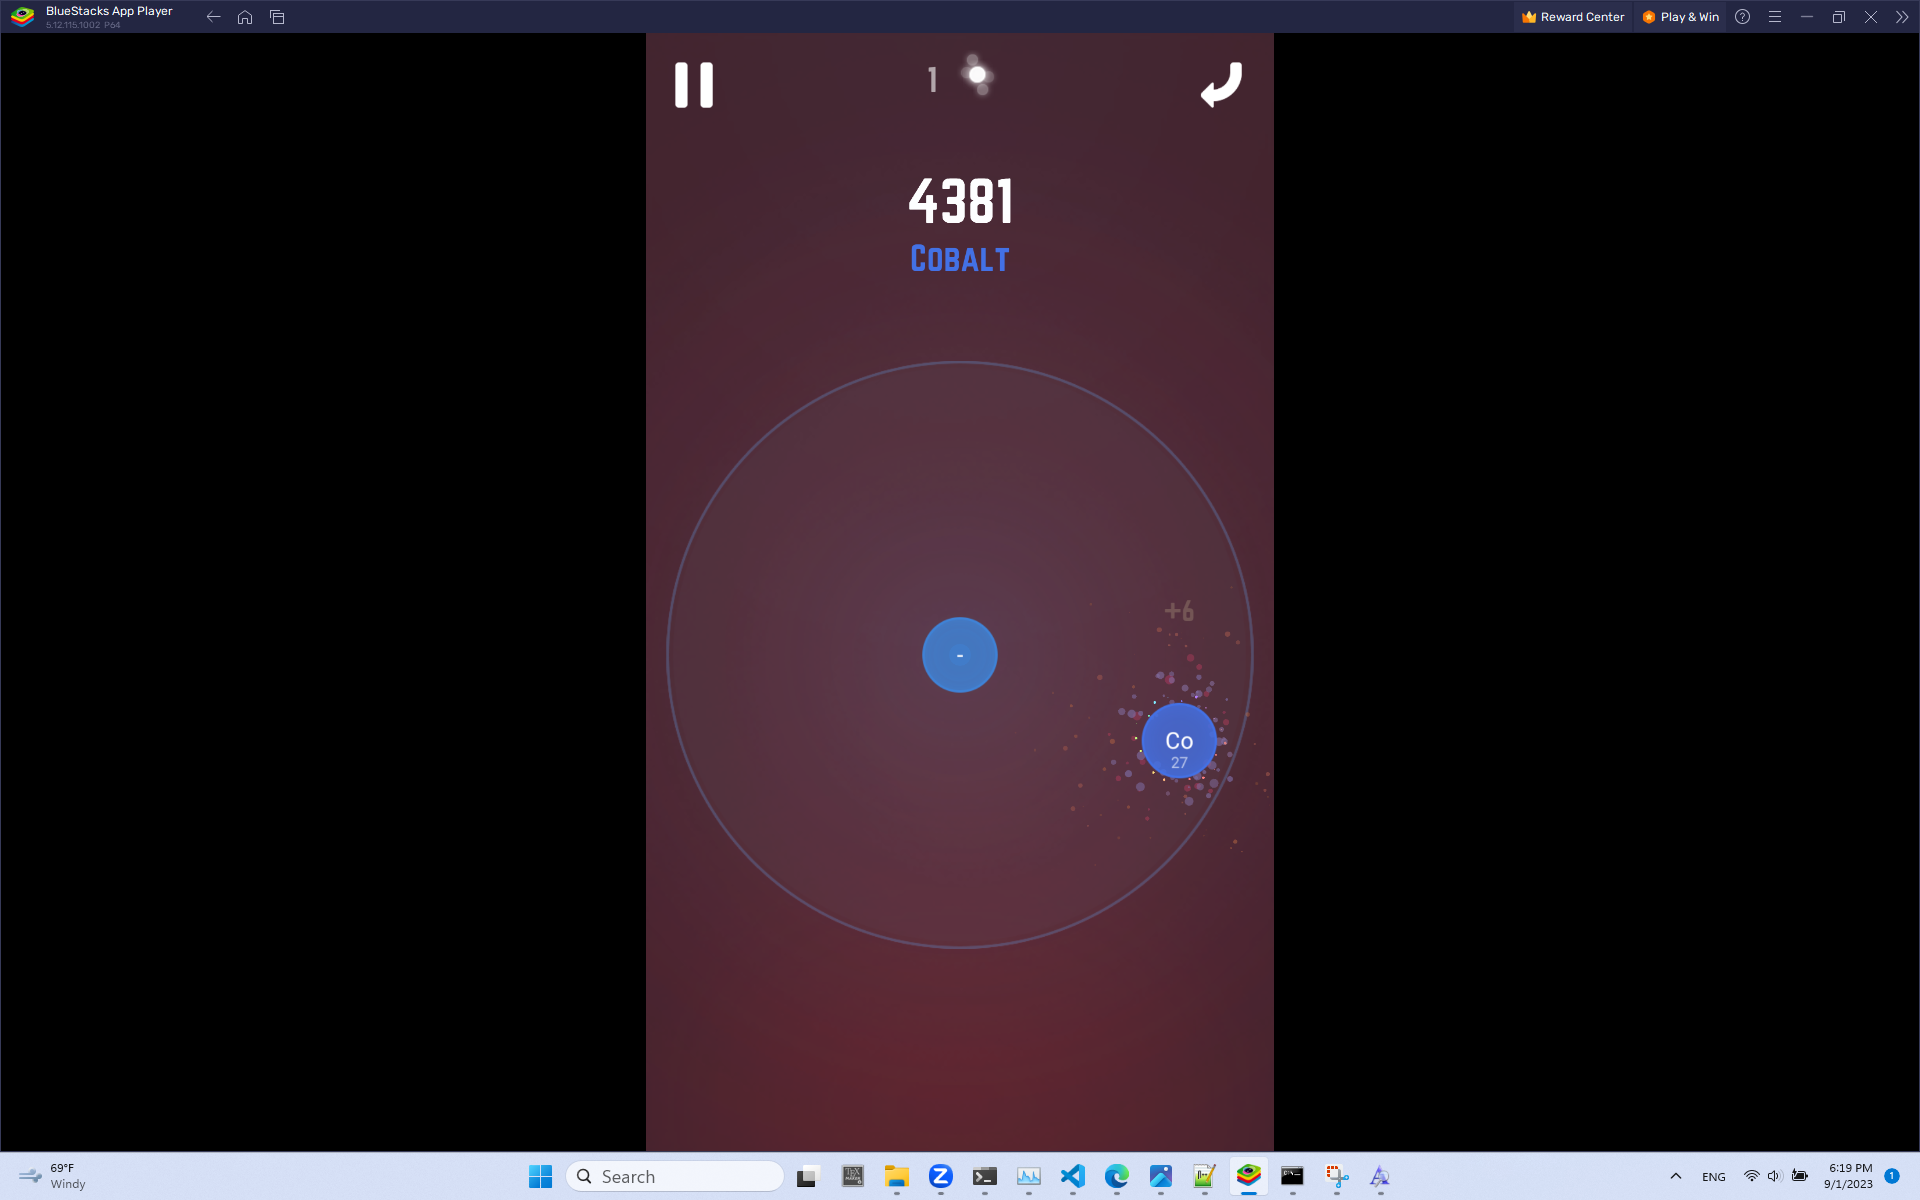 BlueStacks App Player
5.12.115.1002 P64
Reward Center
Play & Win
1
4381
COBALT
+6
-
Co
27
69°F
Windy
Search
ENG
6:19 PM
9/1/2023
1